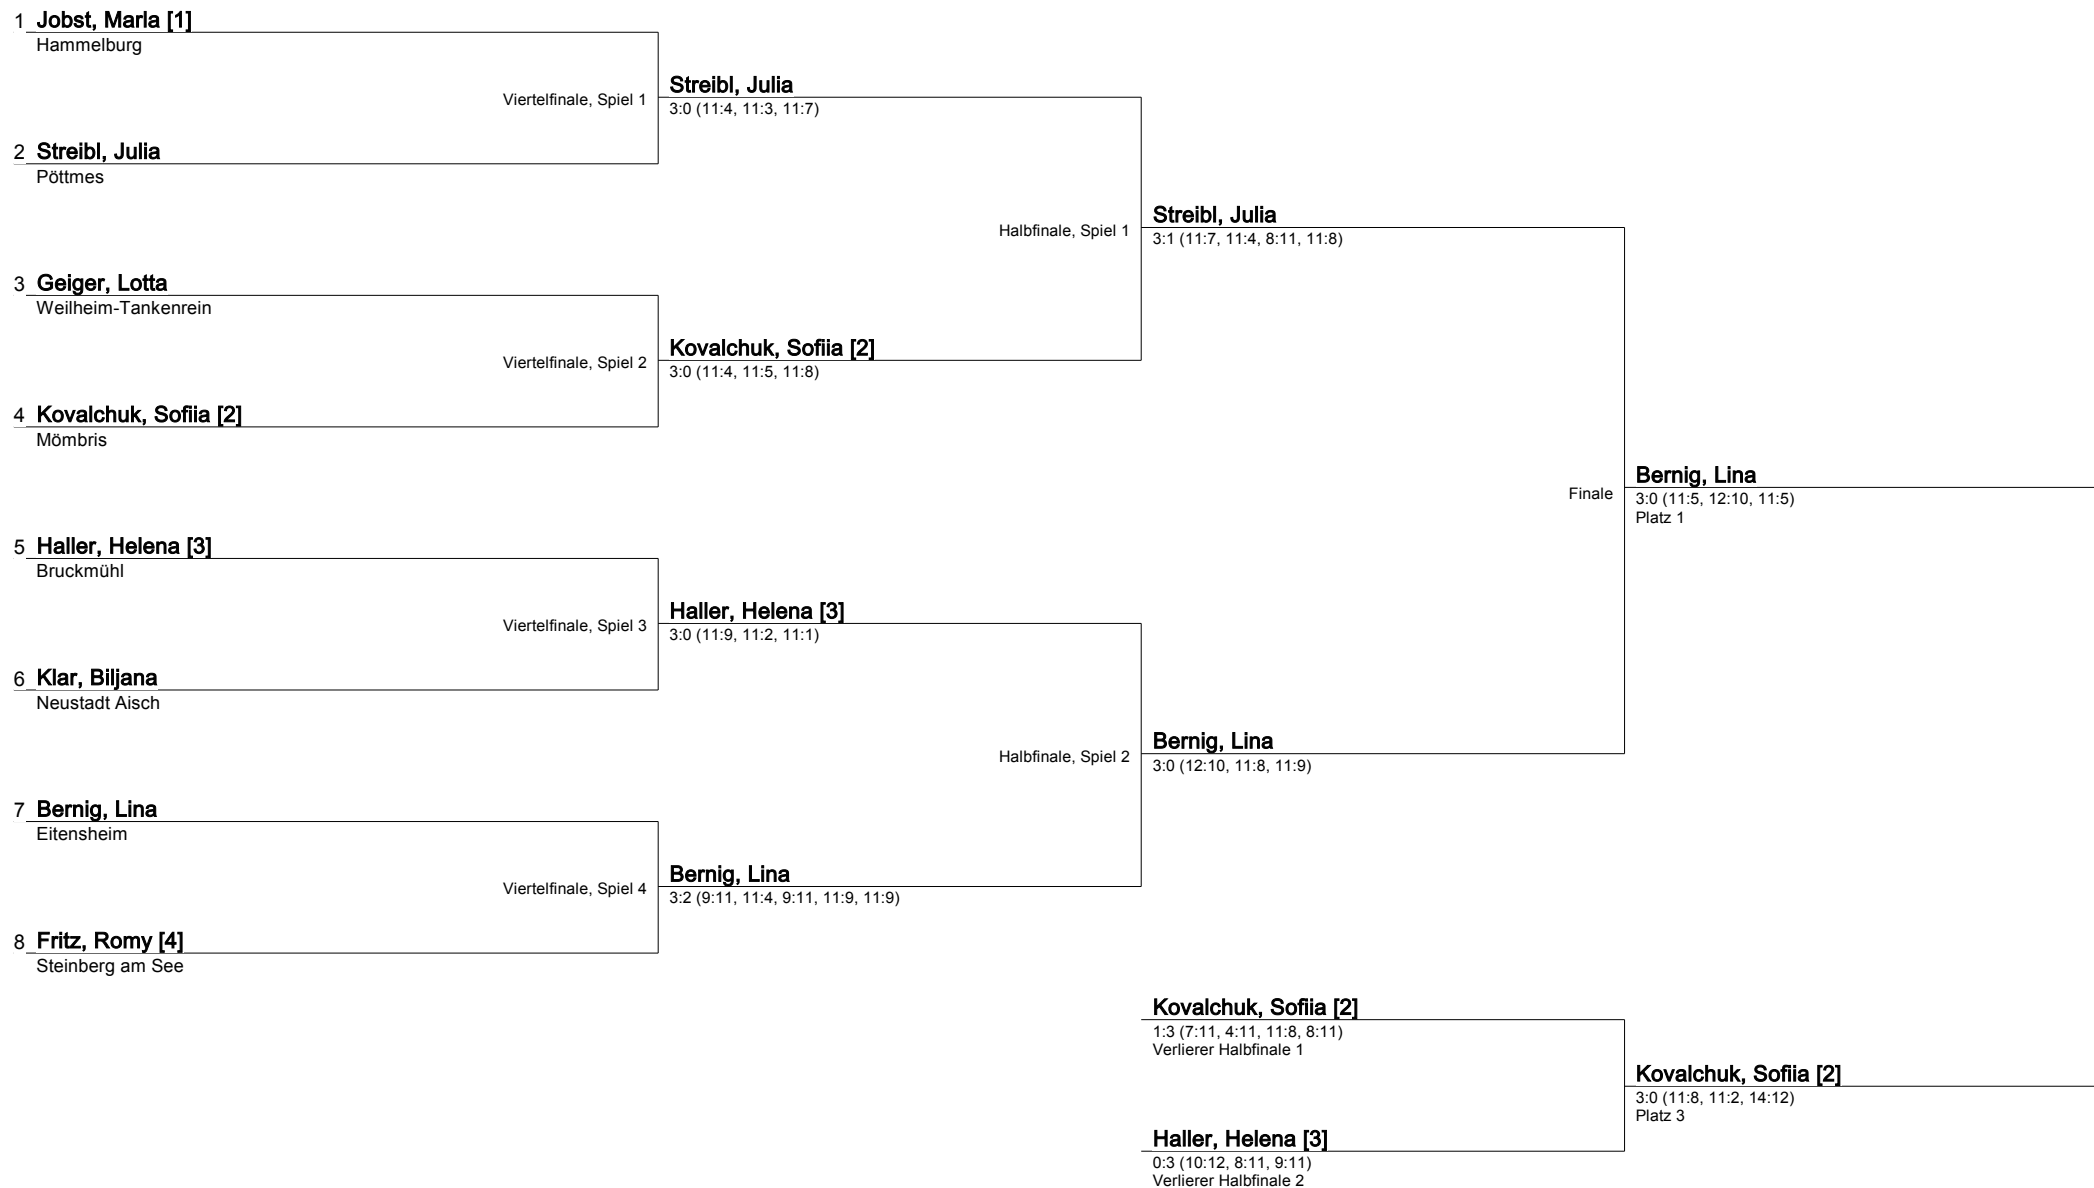 1 Jobst, Marla [1]
Hammelburg
Viertelfinale, Spiel 1
Streibl, Julia
3:0 (11:4, 11:3, 11:7)
2 Streibl, Julia
Pöttmes
Halbfinale, Spiel 1
Streibl, Julia
3:1 (11:7, 11:4, 8:11, 11:8)
3 Geiger, Lotta
Weilheim-Tankenrein
Viertelfinale, Spiel 2
Kovalchuk, Sofiia [2]
3:0 (11:4, 11:5, 11:8)
4 Kovalchuk, Sofiia [2]
Mömbris
Finale
Bernig, Lina
3:0 (11:5, 12:10, 11:5)
Platz 1
5 Haller, Helena [3]
Bruckmühl
Viertelfinale, Spiel 3
Haller, Helena [3]
3:0 (11:9, 11:2, 11:1)
6 Klar, Biljana
Neustadt Aisch
Halbfinale, Spiel 2
Bernig, Lina
3:0 (12:10, 11:8, 11:9)
7 Bernig, Lina
Eitensheim
Viertelfinale, Spiel 4
Bernig, Lina
3:2 (9:11, 11:4, 9:11, 11:9, 11:9)
8 Fritz, Romy [4]
Steinberg am See
Kovalchuk, Sofiia [2]
1:3 (7:11, 4:11, 11:8, 8:11)
Verlierer Halbfinale 1
Kovalchuk, Sofiia [2]
3:0 (11:8, 11:2, 14:12)
Platz 3
Haller, Helena [3]
0:3 (10:12, 8:11, 9:11)
Verlierer Halbfinale 2